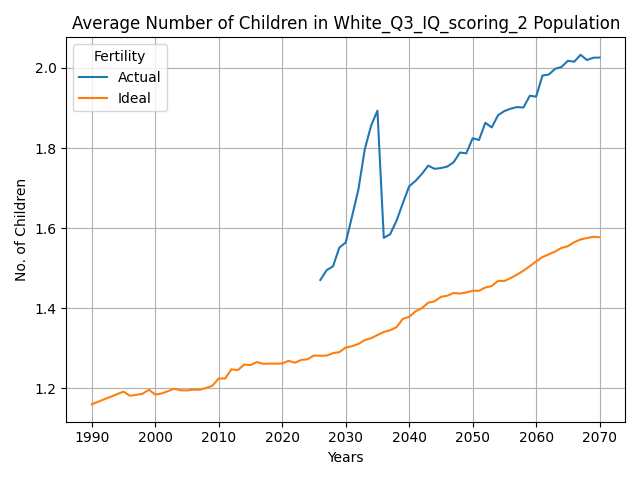 Average Number of Children in White_Q3_IQ_scoring_2 Population
Fertility
Actual
Ideal
No. of Children
2.0
1.8
1.6
1.4
1.2
1990 2000 2010 2020 2030 2040 2050 2060 2070
Years